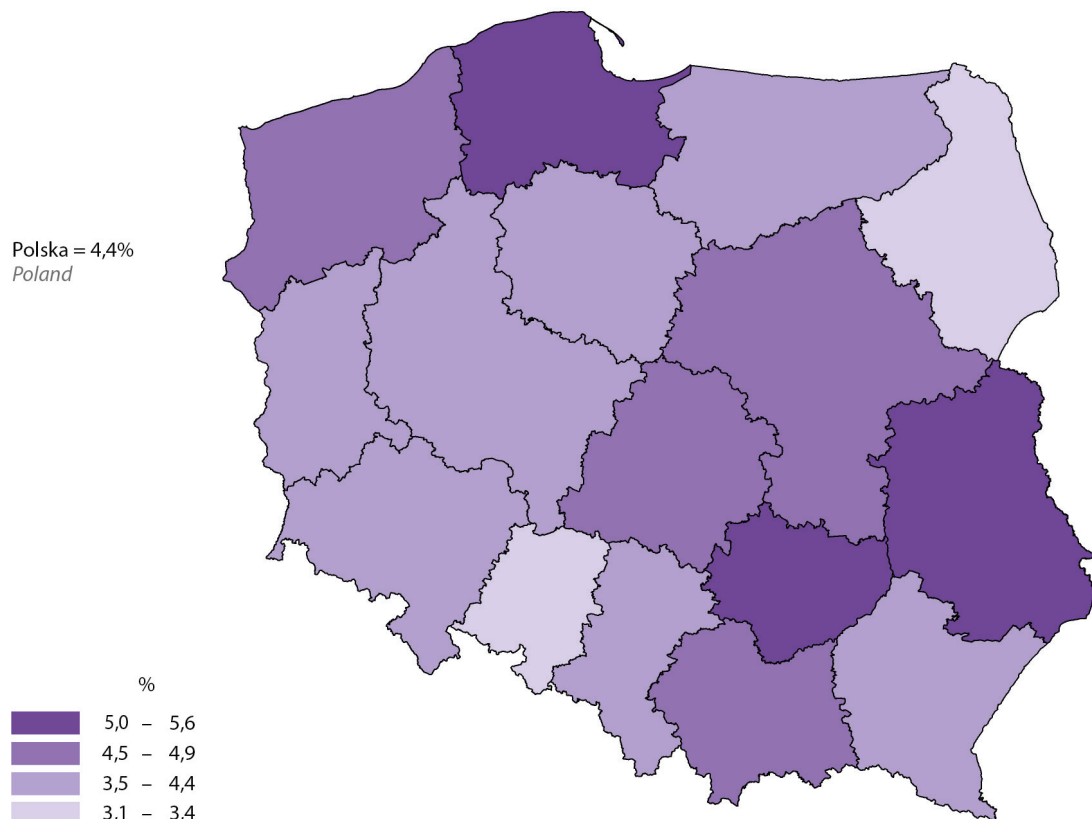 Polska = 4,4%
Poland
%
5,0 – 5,6
4,5 – 4,9
3,5 – 4,4
3,1 – 3,4